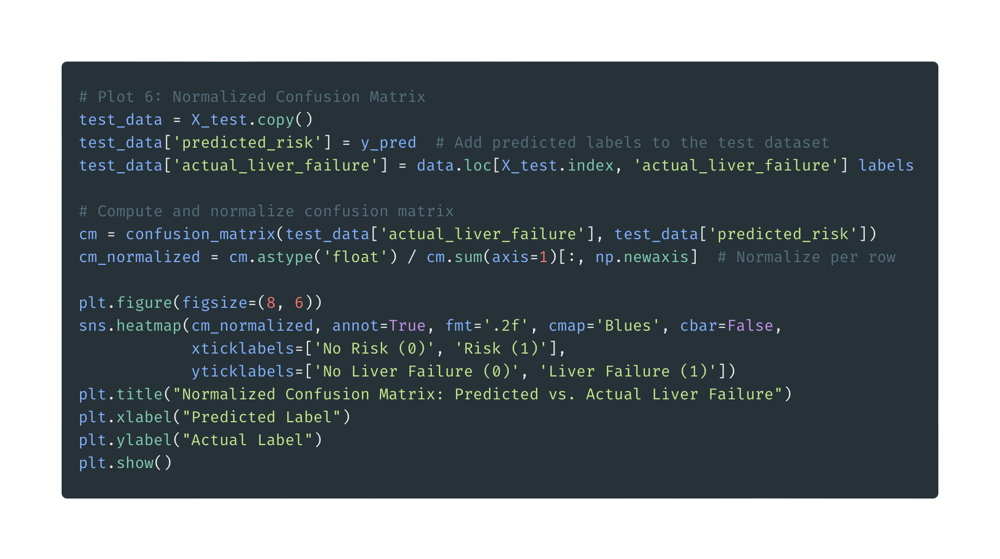 # Plot 6: Normalized Confusion Matrix
test_data = X_test.copy()
test_data['predicted_risk'] = y_pred  # Add predicted labels to the test dataset
test_data['actual_liver_failure'] = data.loc[X_test.index, 'actual_liver_failure'] labels

# Compute and normalize confusion matrix
cm = confusion_matrix(test_data['actual_liver_failure'], test_data['predicted_risk'])
cm_normalized = cm.astype('float') / cm.sum(axis=1)[:, np.newaxis]  # Normalize per row

plt.figure(figsize=(8, 6))
sns.heatmap(cm_normalized, annot=True, fmt='.2f', cmap='Blues', cbar=False,
            xticklabels=['No Risk (0)', 'Risk (1)'],
            yticklabels=['No Liver Failure (0)', 'Liver Failure (1)'])
plt.title("Normalized Confusion Matrix: Predicted vs. Actual Liver Failure")
plt.xlabel("Predicted Label")
plt.ylabel("Actual Label")
plt.show()